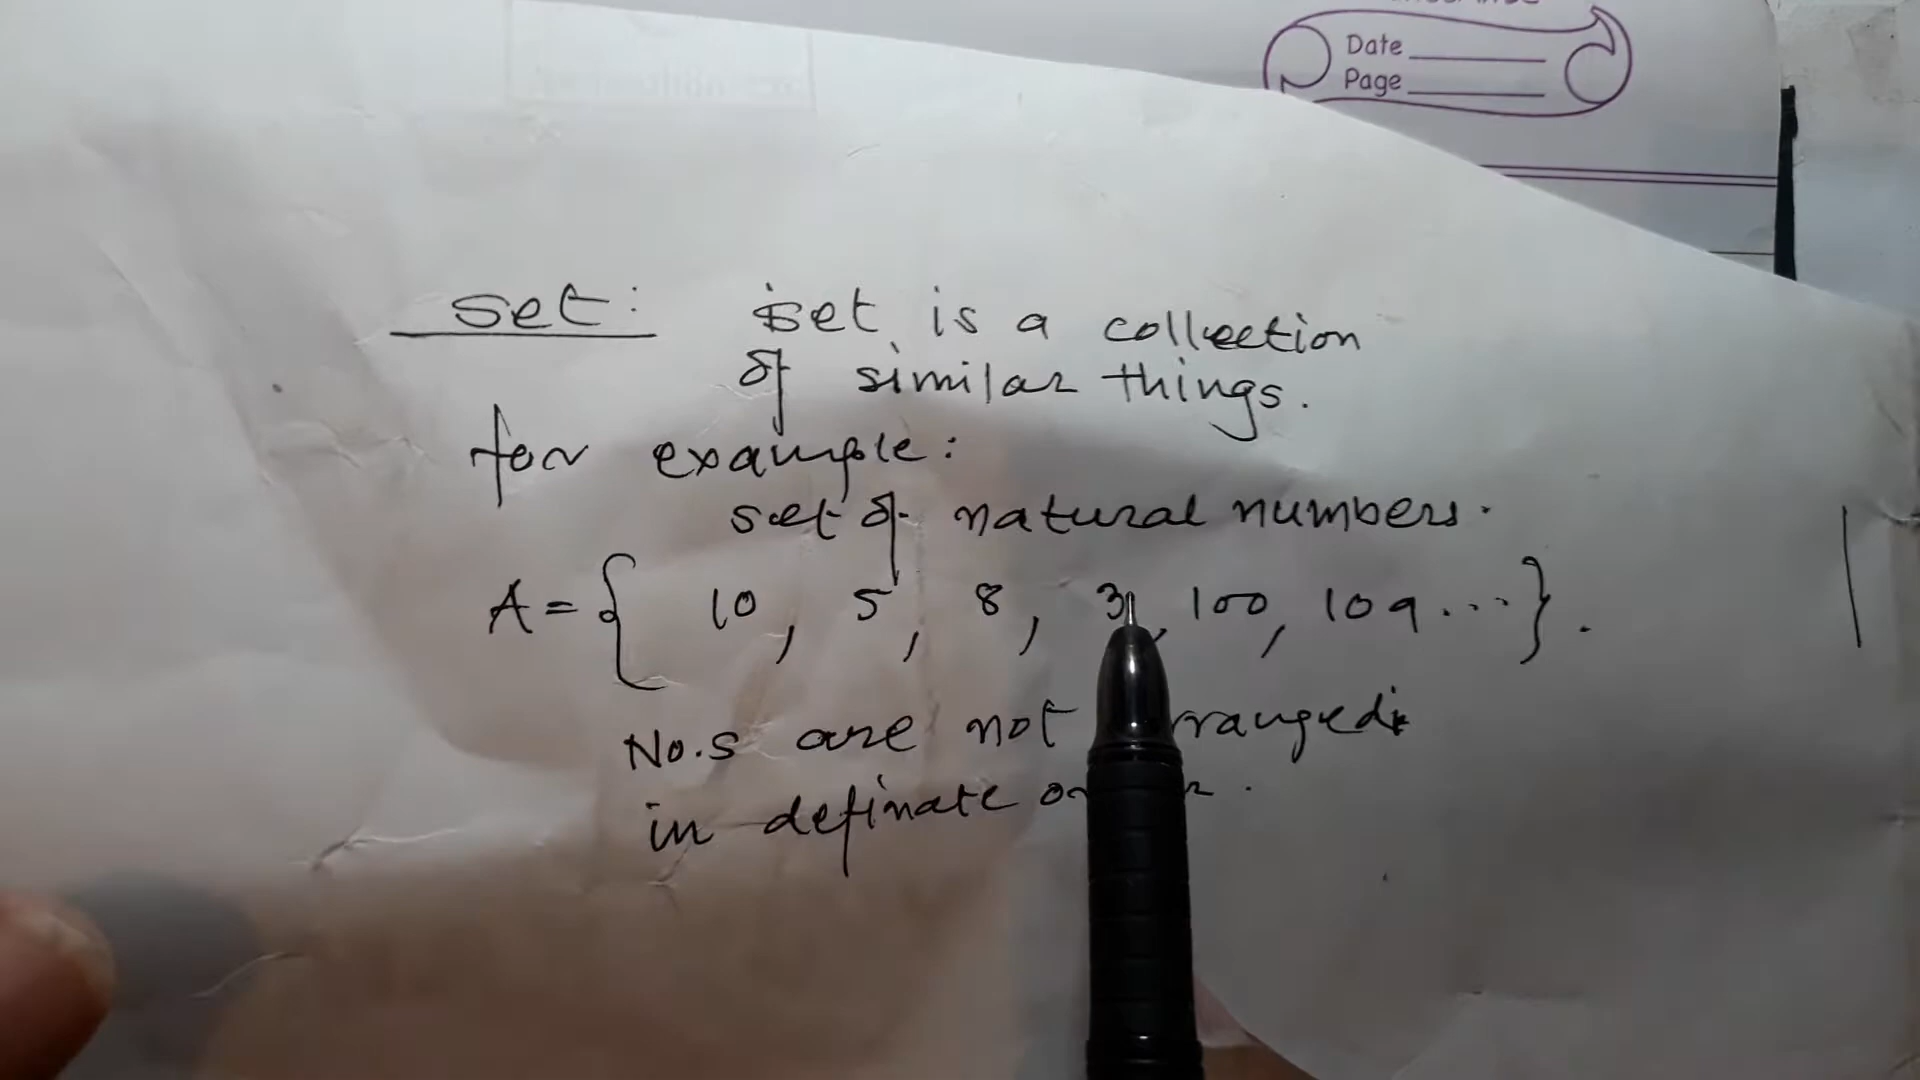 Date
Page
set: set is a collection
of similar things.
for example:
set of natural numbers.
A = { 10, 5, 8, 3, 100, 109 ... }.
No.s are not
in definate